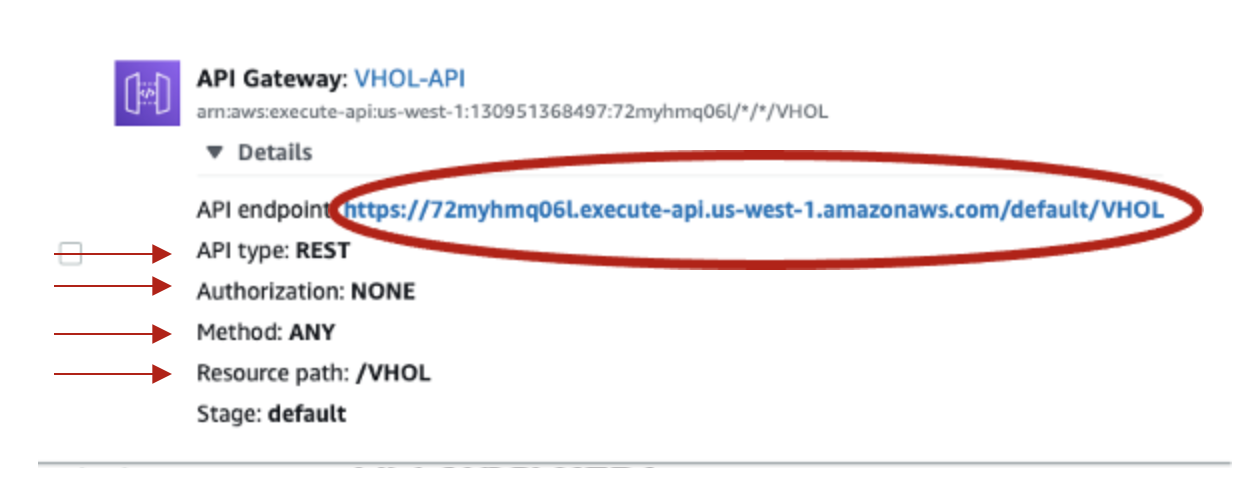 API Gateway: VHOL-API
arn:aws:execute-api:us-west-1:130951368497:72myhmq06l/*/*/VHOL
▼ Details
API endpoint: https://72myhmq06l.execute-api.us-west-1.amazonaws.com/default/VHOL
API type: REST
Authorization: NONE
Method: ANY
Resource path: /VHOL
Stage: default